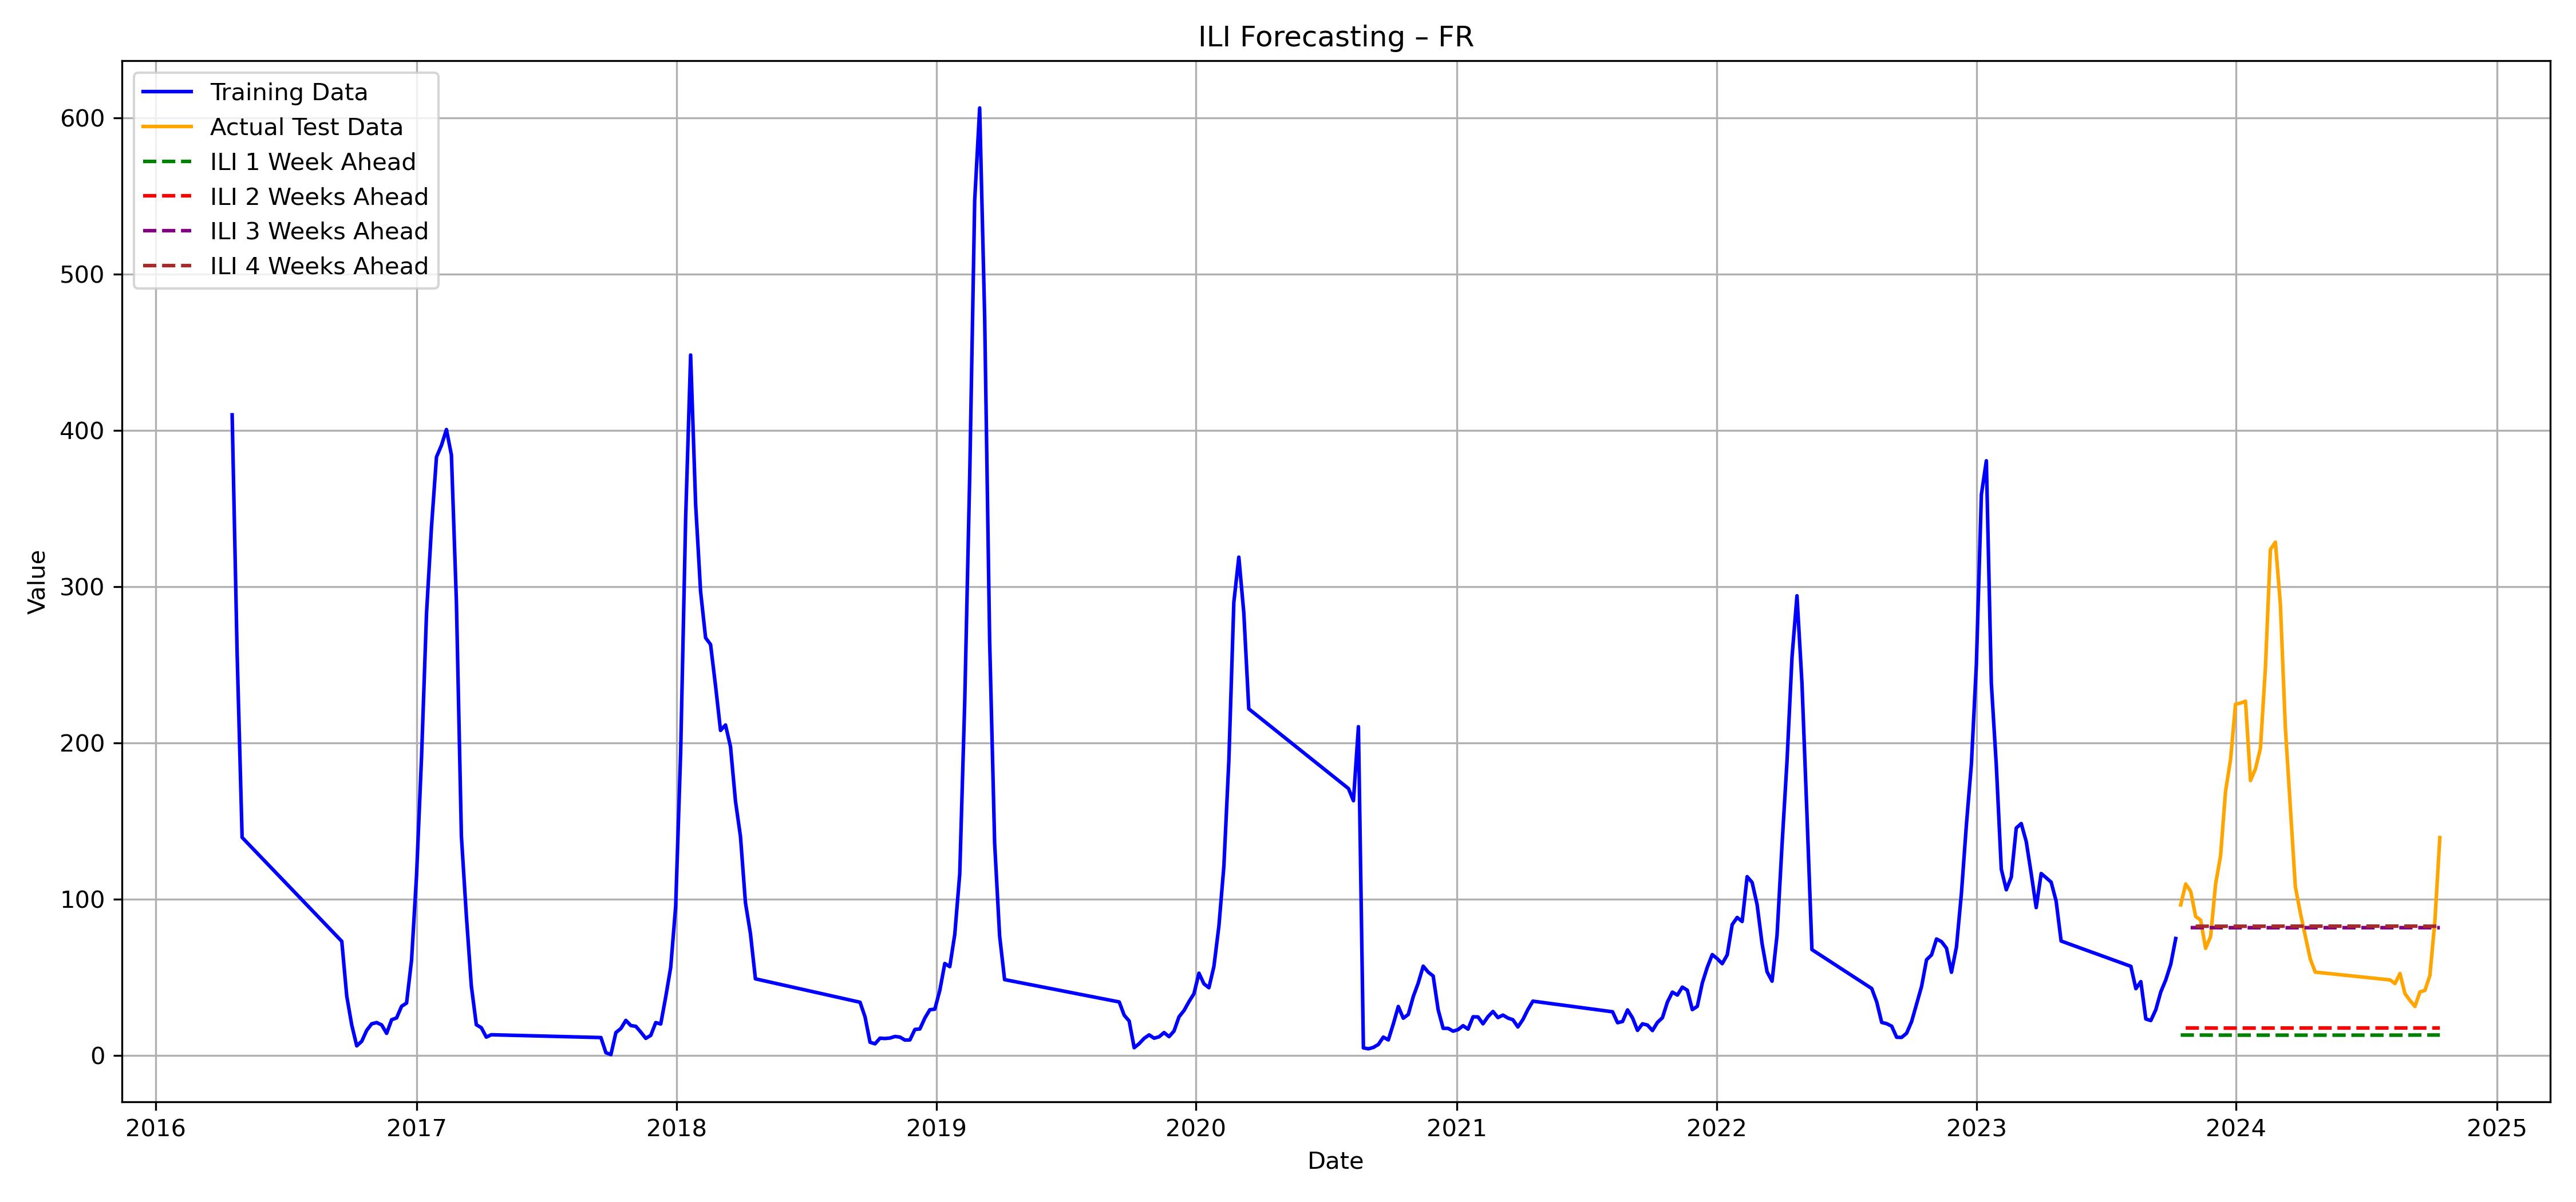 ILI Forecasting – FR
Training Data
Actual Test Data
ILI 1 Week Ahead
ILI 2 Weeks Ahead
ILI 3 Weeks Ahead
ILI 4 Weeks Ahead
600
500
400
300
200
100
0
Value
2016 2017 2018 2019 2020 2021 2022 2023 2024 2025
Date